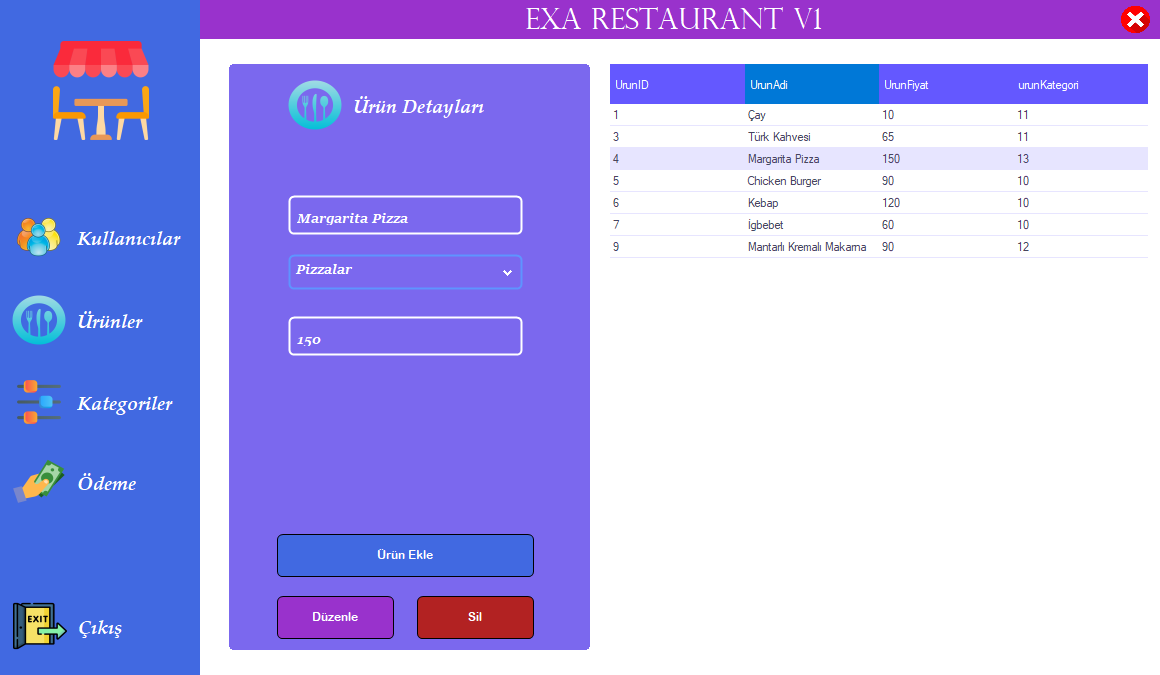 EXA RESTAURANT V1
Kullanıcılar
Ürünler
Kategoriler
Ödeme
EXIT
Çıkış
Ürün Detayları
Margarita Pizza
Pizzalar
150
Ürün Ekle
Düzenle Sil
UrunID UrunAdi UrunFiyat urunKategori
1 Çay 10 11
3 Türk Kahvesi 65 11
4 Margarita Pizza 150 13
5 Chicken Burger 90 10
6 Kebap 120 10
7 İgbebet 60 10
9 Mantarlı Kremalı Makarna 90 12